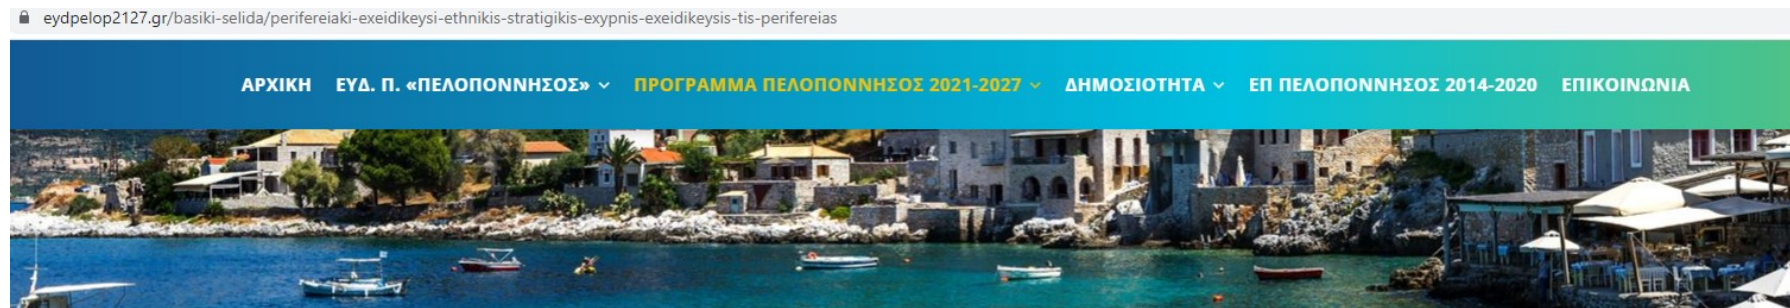 eydpelop2127.gr/basiki-selida/perifereiaki-exeidikeysi-ethnikis-stratigikis-exypnis-exeidikeysis-tis-perifereias
ΑΡΧΙΚΗ ΕΥΔ. Π. «ΠΕΛΟΠΟΝΝΗΣΟΣ» ΠΡΟΓΡΑΜΜΑ ΠΕΛΟΠΟΝΝΗΣΟΣ 2021-2027 ΔΗΜΟΣΙΟΤΗΤΑ ΕΠ ΠΕΛΟΠΟΝΝΗΣΟΣ 2014-2020 ΕΠΙΚΟΙΝΩΝΙΑ